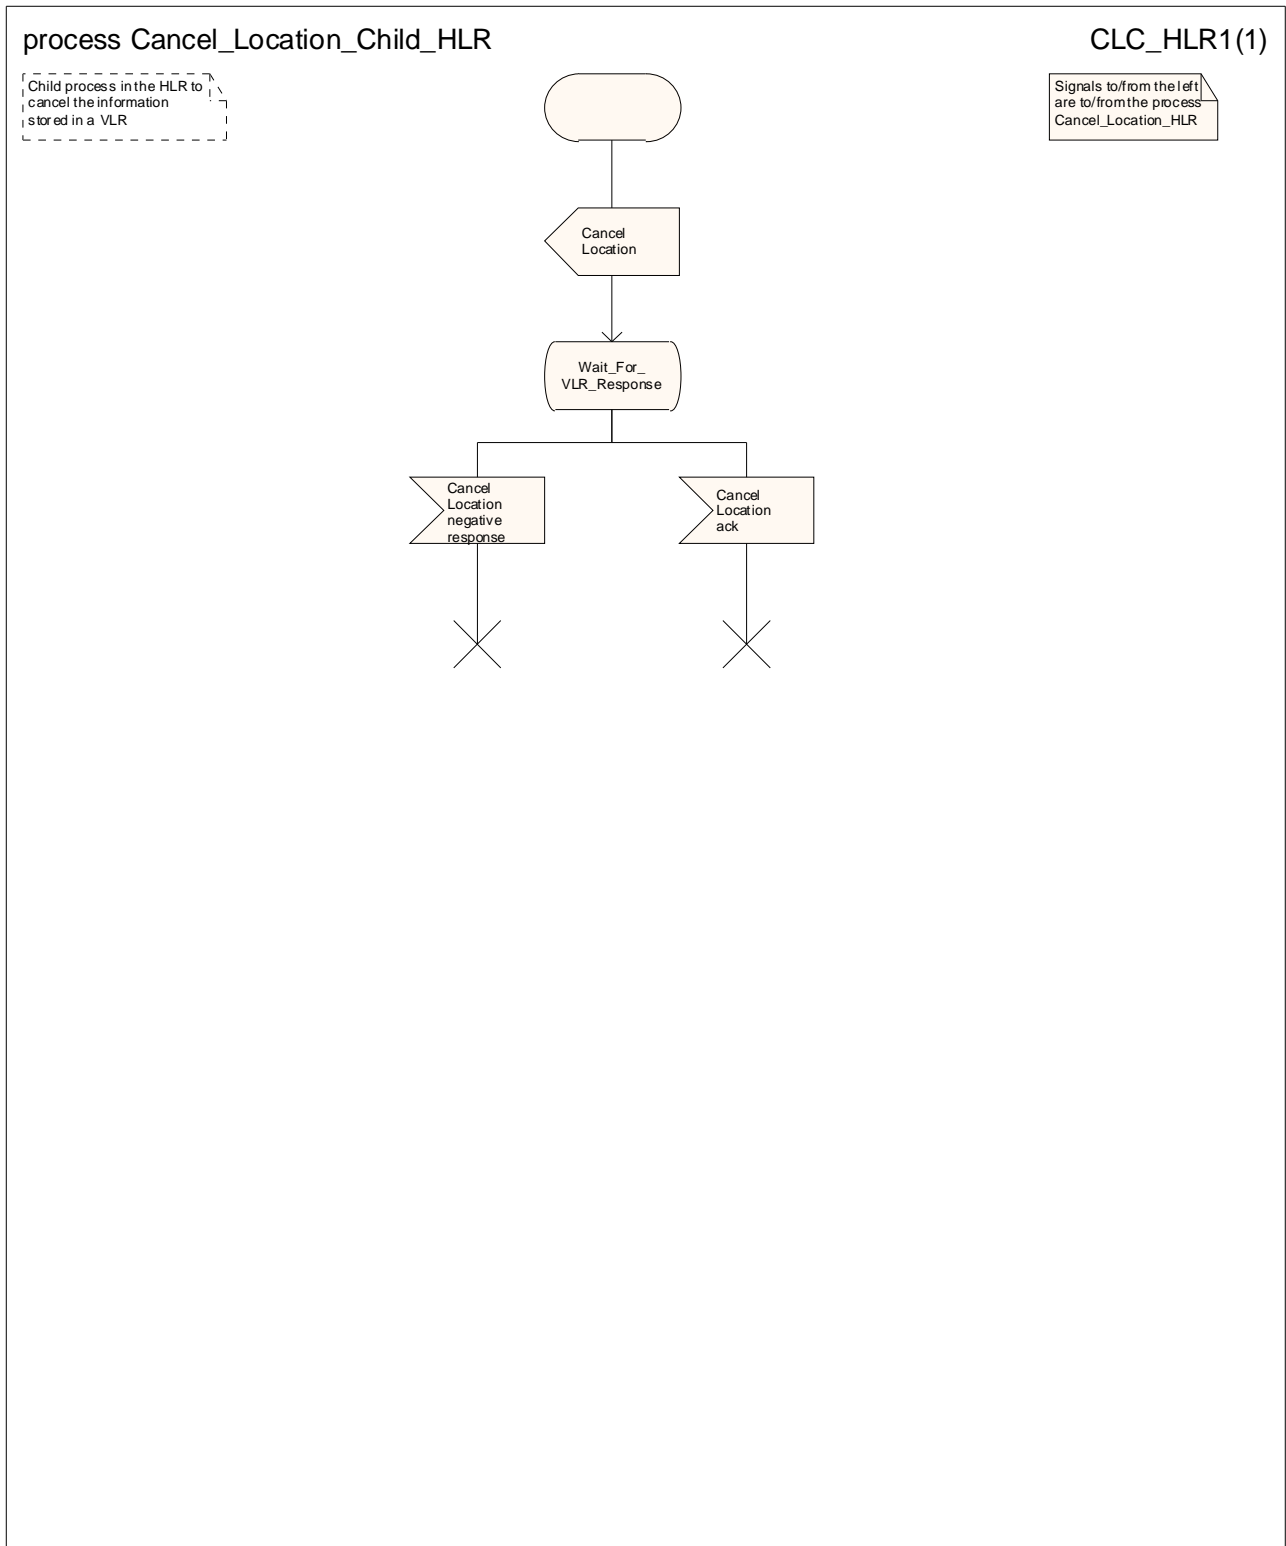 process Cancel_Location_Child_HLR
CLC_HLR1(1)
Child process in the HLR to
cancel the information
stored in a VLR
Signals to/from the left
are to/from the process
Cancel_Location_HLR
Cancel
Location
Wait_For_
VLR_Response
Cancel
Location
negative
response
Cancel
Location
ack